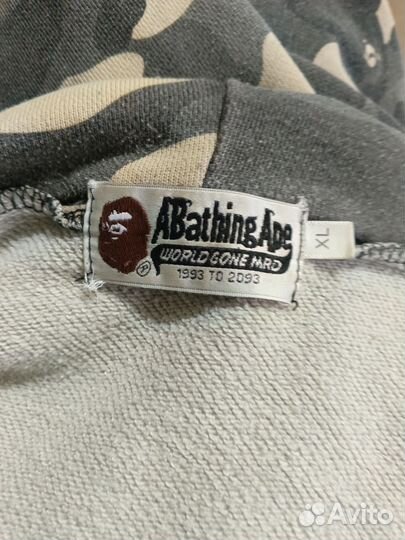 ABathingApe
WORLD GONE MAD
1993 TO 2093
®
XL
Avito